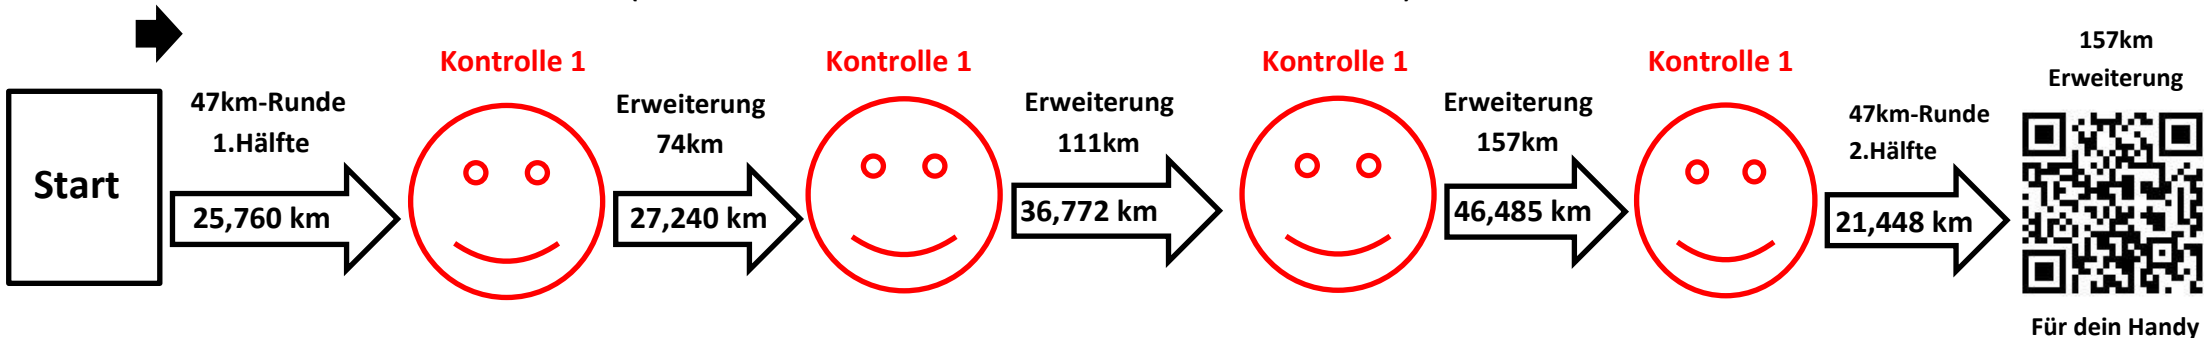 Start
47km-Runde
1.Hälfte
25,760 km
Kontrolle 1
Erweiterung
74km
27,240 km
Kontrolle 1
Erweiterung
111km
36,772 km
Kontrolle 1
Erweiterung
157km
46,485 km
Kontrolle 1
47km-Runde
2.Hälfte
21,448 km
157km
Erweiterung
Für dein Handy